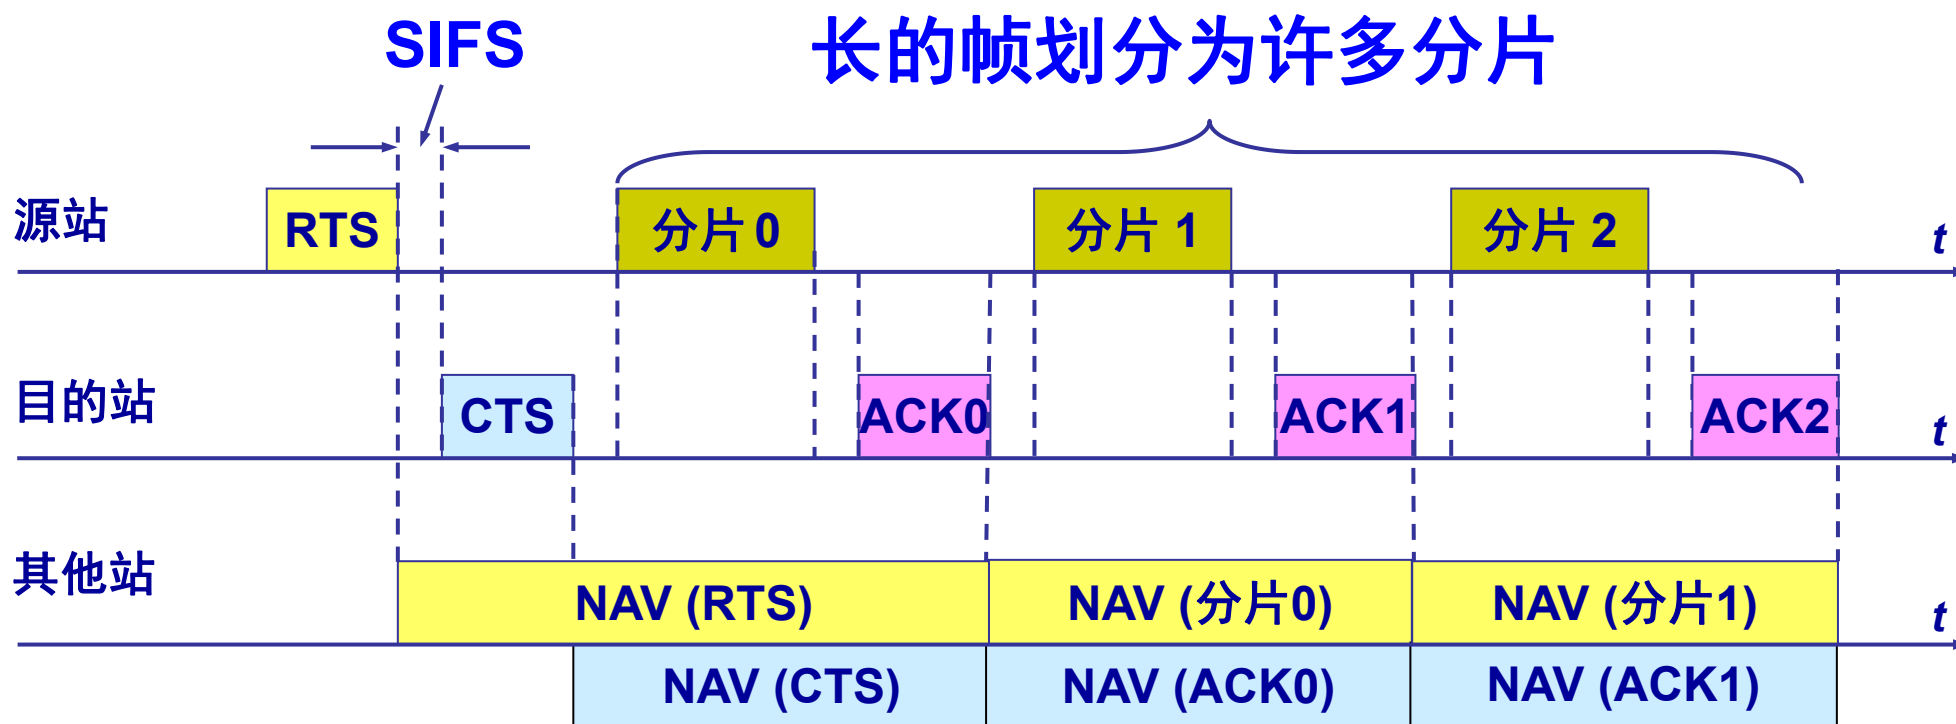 SIFS
长的帧划分为许多分片
源站
RTS
分片 0
分片 1
分片 2
t
目的站
CTS
ACK0
ACK1
ACK2
t
其他站
NAV (RTS)
NAV (分片0)
NAV (分片1)
t
NAV (CTS)
NAV (ACK0)
NAV (ACK1)